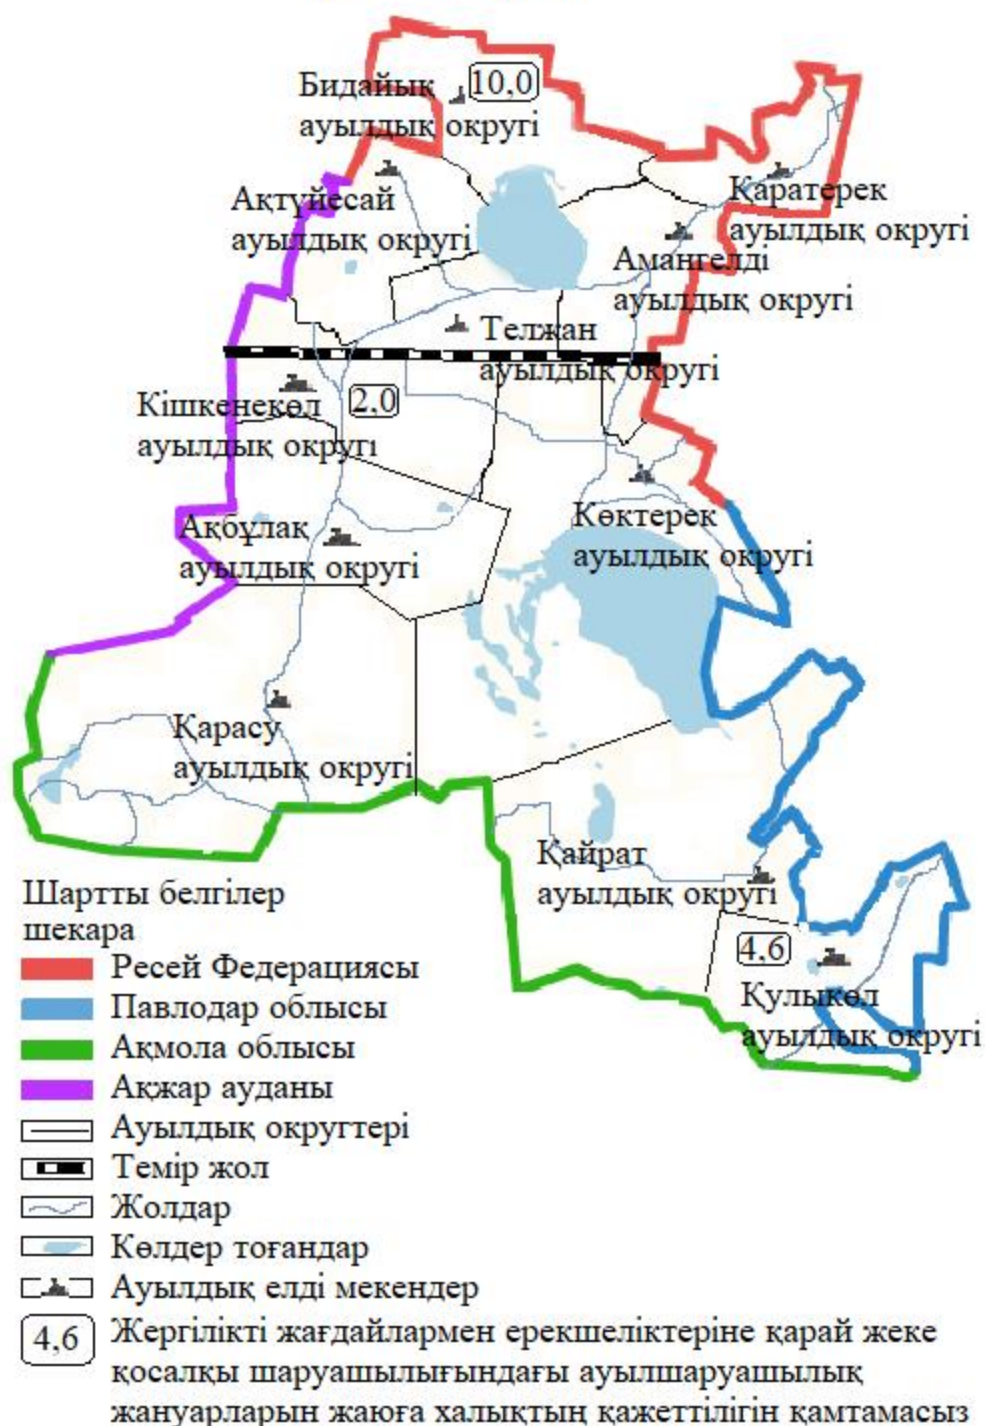 Бидайық
ауылдық округі
10,0
Ақтүйесай
ауылдық округі
Қаратерек
ауылдық округі
Амангелді
ауылдық округі
Телжан
ауылдық округі
Кішкенекөл
ауылдық округі
2,0
Ақбұлақ
ауылдық округі
Көктерек
ауылдық округі
Қарасу
ауылдық округі
Қайрат
ауылдық округі
4,6
Қулыкөл
ауылдық округі
Шартты белгілер
шекара
Ресей Федерациясы
Павлодар облысы
Ақмола облысы
Ақжар ауданы
Ауылдық округтері
Темір жол
Жолдар
Көлдер тоғандар
Ауылдық елді мекендер
4,6 Жергілікті жағдайлармен ерекшеліктеріне қарай жеке
қосалқы шаруашылығындағы ауылшаруашылық
жануарларын жаюға халықтың қажеттілігін қамтамасыз